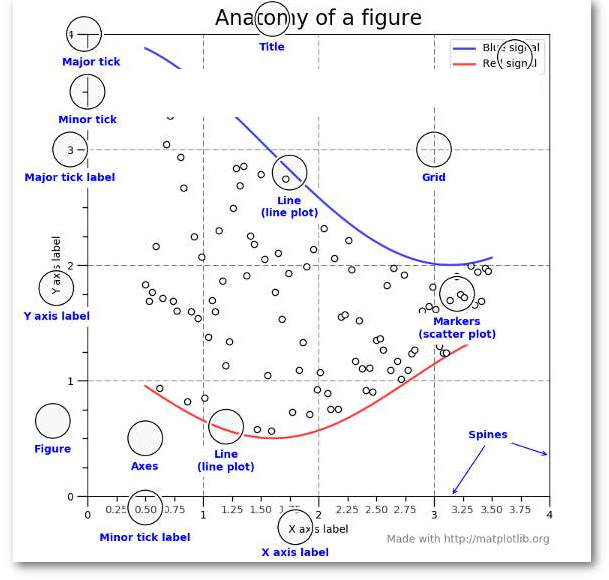 Anatomy of a figure
4
Title
Blue signal
Red signal
Major tick
Minor tick
3
Major tick label
Grid
Line
(line plot)
Y axis label
2
Y axis label
Markers
(scatter plot)
1
Figure
Axes
Line
(line plot)
Spines
0
0 0.25 0.50 0.75 1 1.25 1.50 1.75 2 2.25 2.50 2.75 3 3.25 3.50 3.75 4
X axis label
Minor tick label
Made with http://matplotlib.org
X axis label